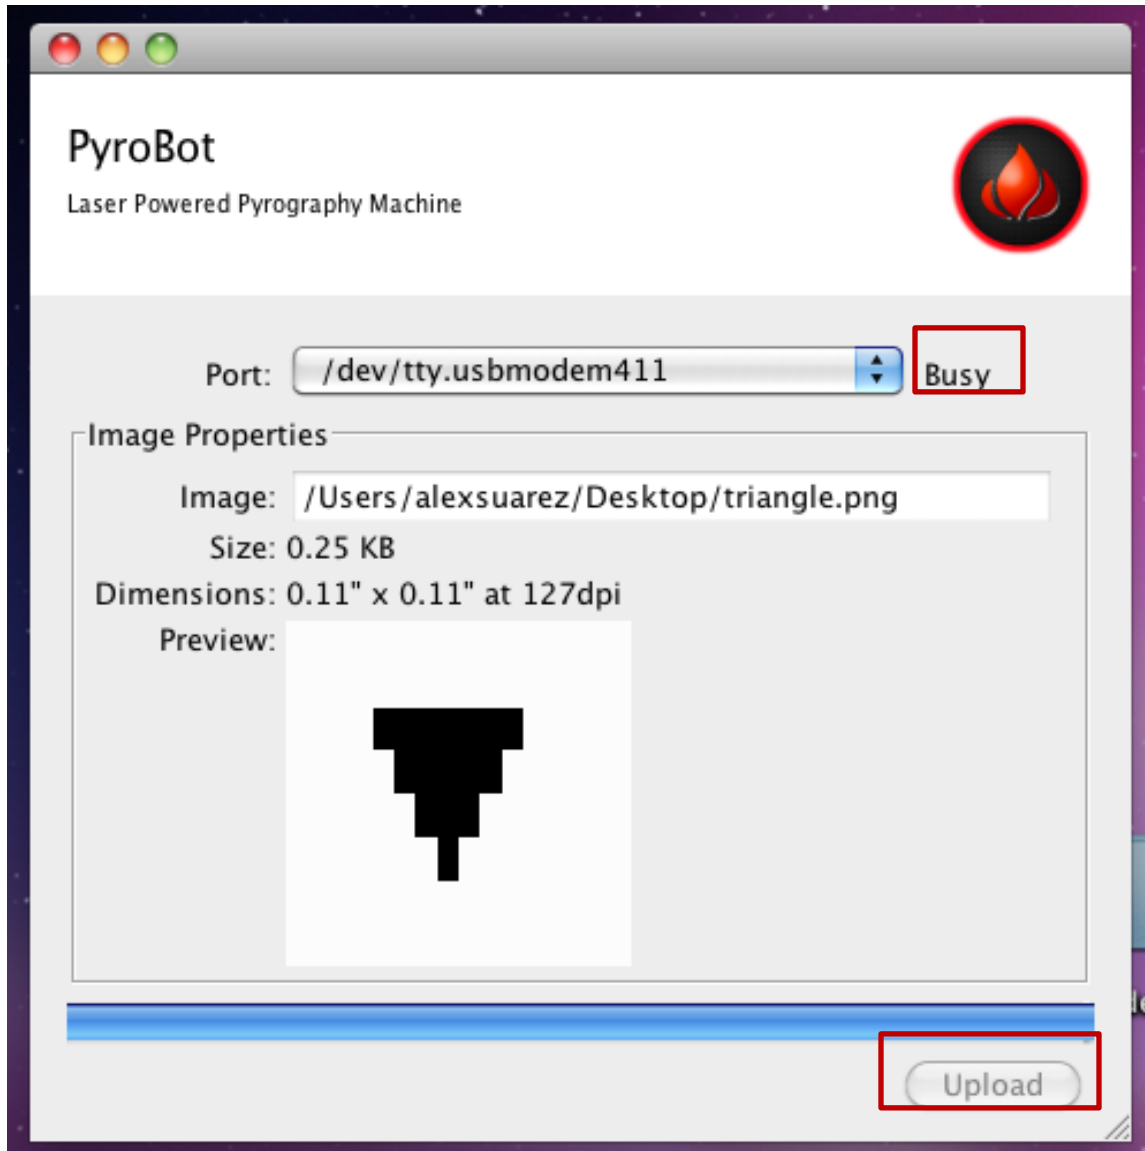 PyroBot
Laser Powered Pyrography Machine
Port: /dev/tty.usbmodem411 Busy
Image Properties
Image: /Users/alexsuarez/Desktop/triangle.png
Size: 0.25 KB
Dimensions: 0.11" x 0.11" at 127dpi
Preview:
Upload